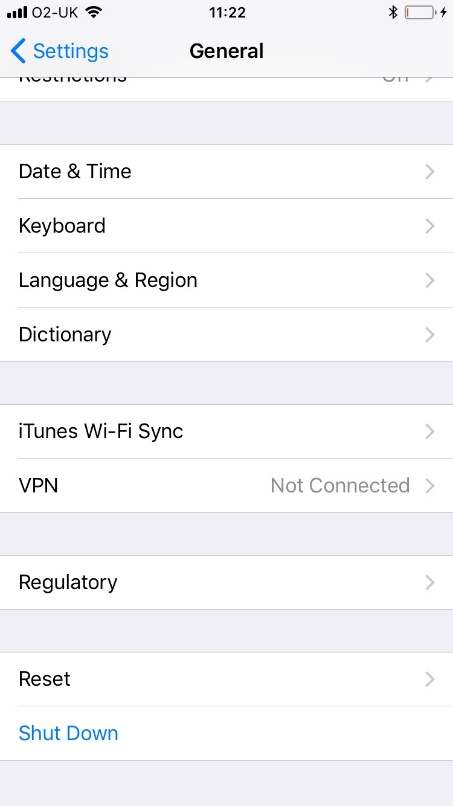 O2-UK 11:22
Settings General
Restrictions
Date & Time
Keyboard
Language & Region
Dictionary
iTunes Wi-Fi Sync
VPN Not Connected
Regulatory
Reset
Shut Down